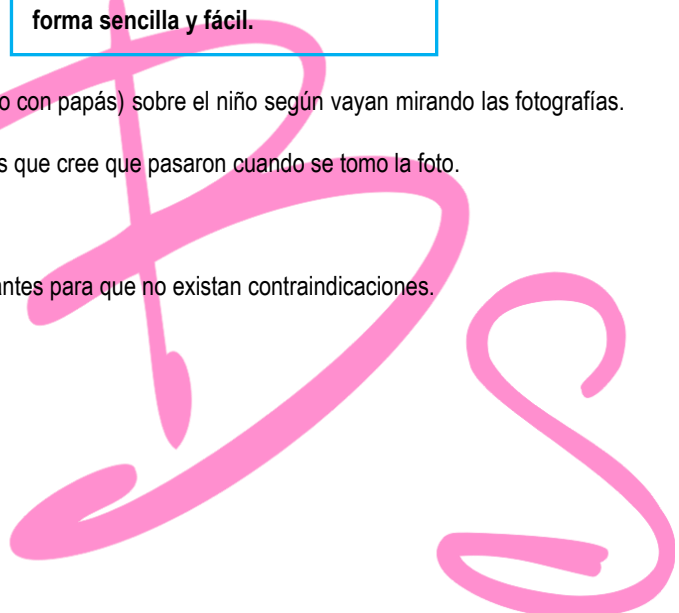 forma sencilla y fácil.
o con papás) sobre el niño según vayan mirando las fotografías.
s que cree que pasaron cuando se tomo la foto.
antes para que no existan contraindicaciones.
BS